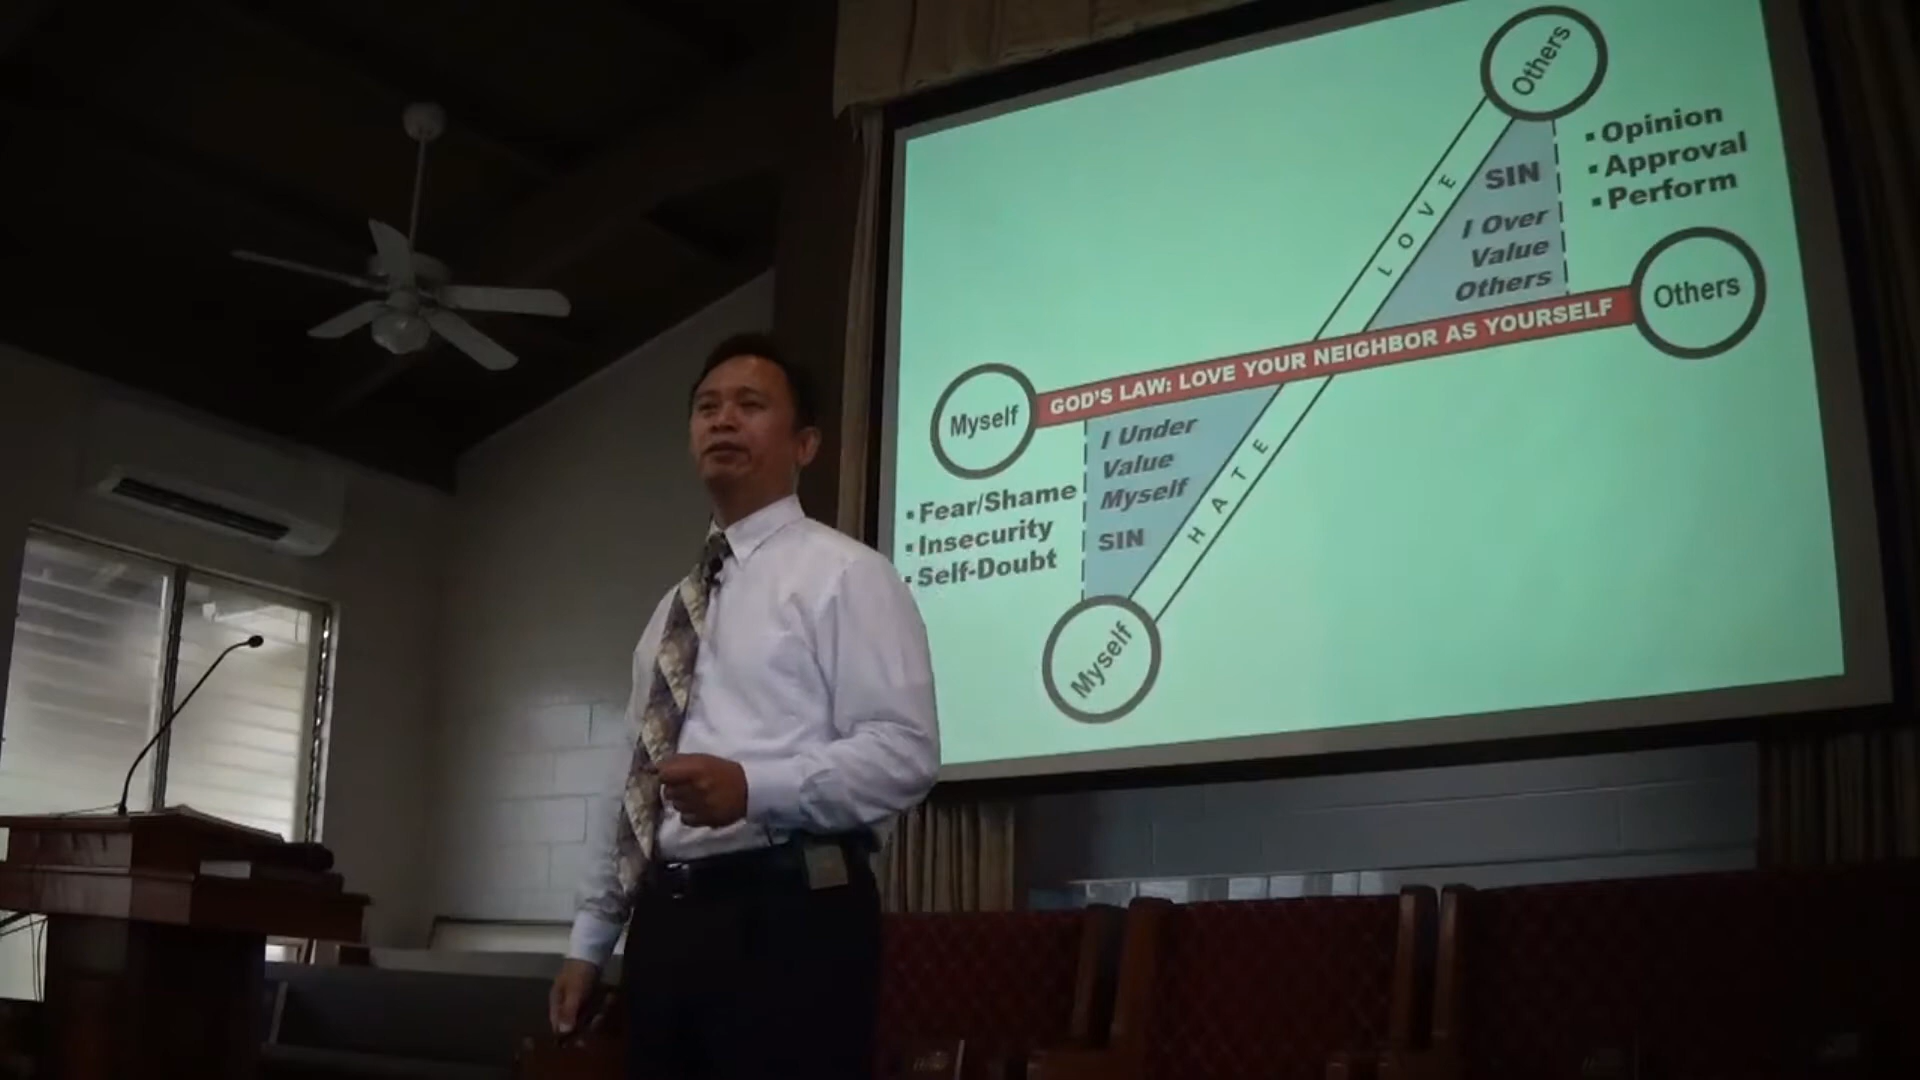 Others
▪ Opinion
▪ Approval
▪ Perform
LOVE
SIN
I Over
Value
Others
Others
GOD'S LAW: LOVE YOUR NEIGHBOR AS YOURSELF
Myself
I Under
Value
Myself
SIN
HATE
▪ Fear/Shame
▪ Insecurity
▪ Self-Doubt
Myself